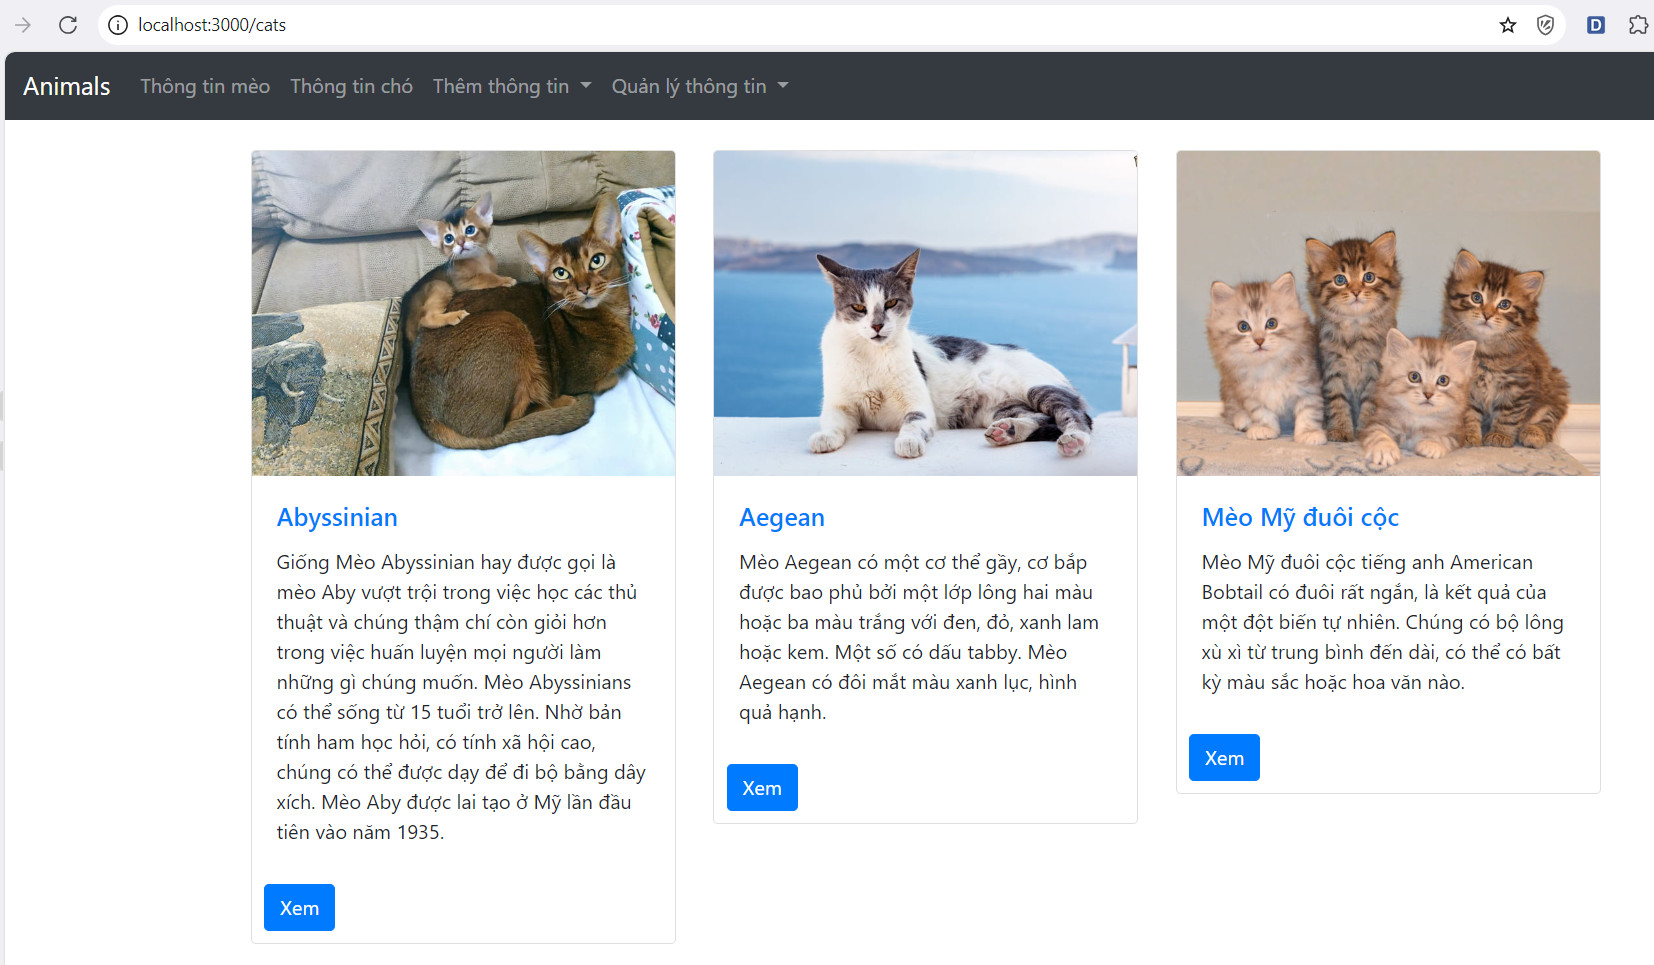 localhost:3000/cats
Animals Thông tin mèo Thông tin chó Thêm thông tin Quản lý thông tin
Abyssinian
Giống Mèo Abyssinian hay được gọi là
mèo Aby vượt trội trong việc học các thủ
thuật và chúng thậm chí còn giỏi hơn
trong việc huấn luyện mọi người làm
những gì chúng muốn. Mèo Abyssinians
có thể sống từ 15 tuổi trở lên. Nhờ bản
tính ham học hỏi, có tính xã hội cao,
chúng có thể được dạy để đi bộ bằng dây
xích. Mèo Aby được lai tạo ở Mỹ lần đầu
tiên vào năm 1935.
Xem
Aegean
Mèo Aegean có một cơ thể gầy, cơ bắp
được bao phủ bởi một lớp lông hai màu
hoặc ba màu trắng với đen, đỏ, xanh lam
hoặc kem. Một số có dấu tabby. Mèo
Aegean có đôi mắt màu xanh lục, hình
quả hạnh.
Xem
Mèo Mỹ đuôi cộc
Mèo Mỹ đuôi cộc tiếng anh American
Bobtail có đuôi rất ngắn, là kết quả của
một đột biến tự nhiên. Chúng có bộ lông
xù xì từ trung bình đến dài, có thể có bất
kỳ màu sắc hoặc hoa văn nào.
Xem
D